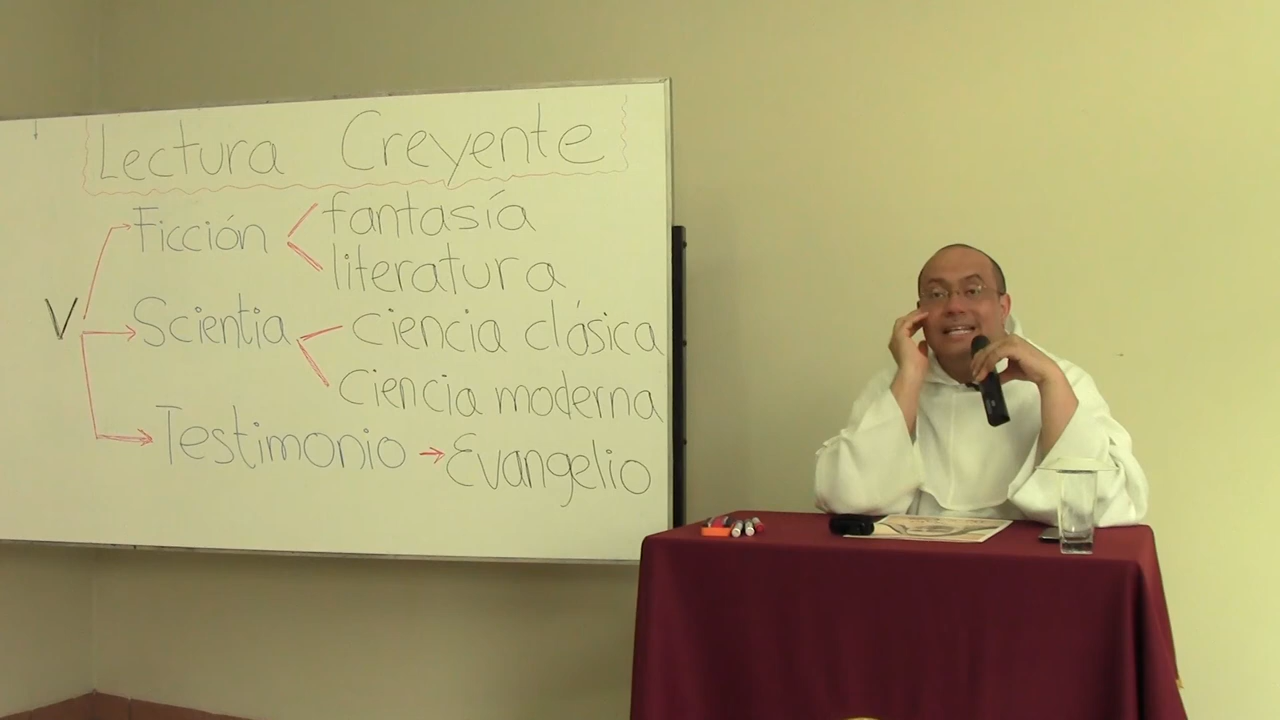 Lectura Creyente
Ficción
fantasía
literatura
V
Scientia
ciencia clásica
ciencia moderna
Testimonio
Evangelio